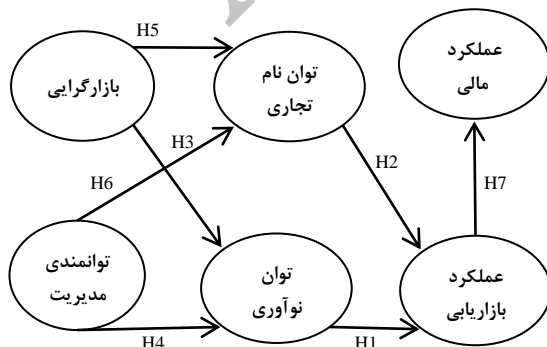 H5
عملکرد
مالی
توان نام
تجاری
بازارگرایی
H3
H2
H6
H7
توانمندی
مدیریت
توان
نوآوری
عملکرد
بازاریابی
H4
H1